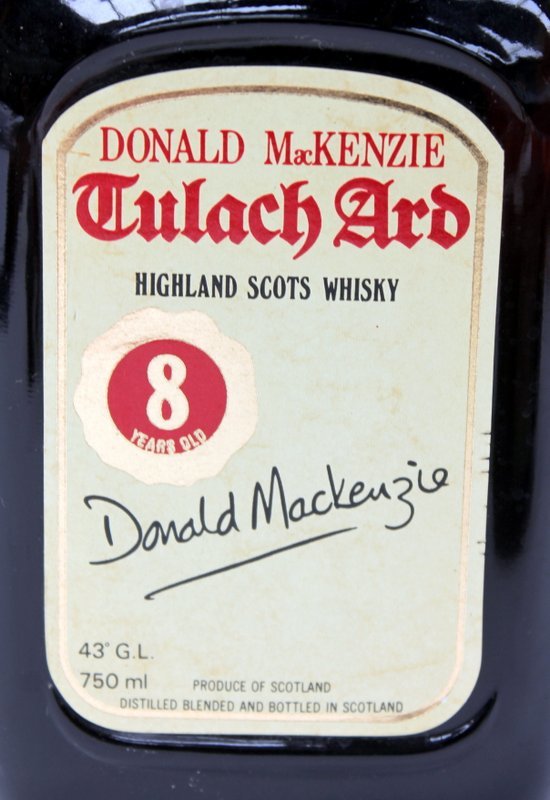 DONALD MacKENZIE
Tulach Ard
HIGHLAND SCOTS WHISKY
8
YEARS OLD
Donald Mackenzie
43° G.L.
750 ml
PRODUCE OF SCOTLAND
DISTILLED BLENDED AND BOTTLED IN SCOTLAND